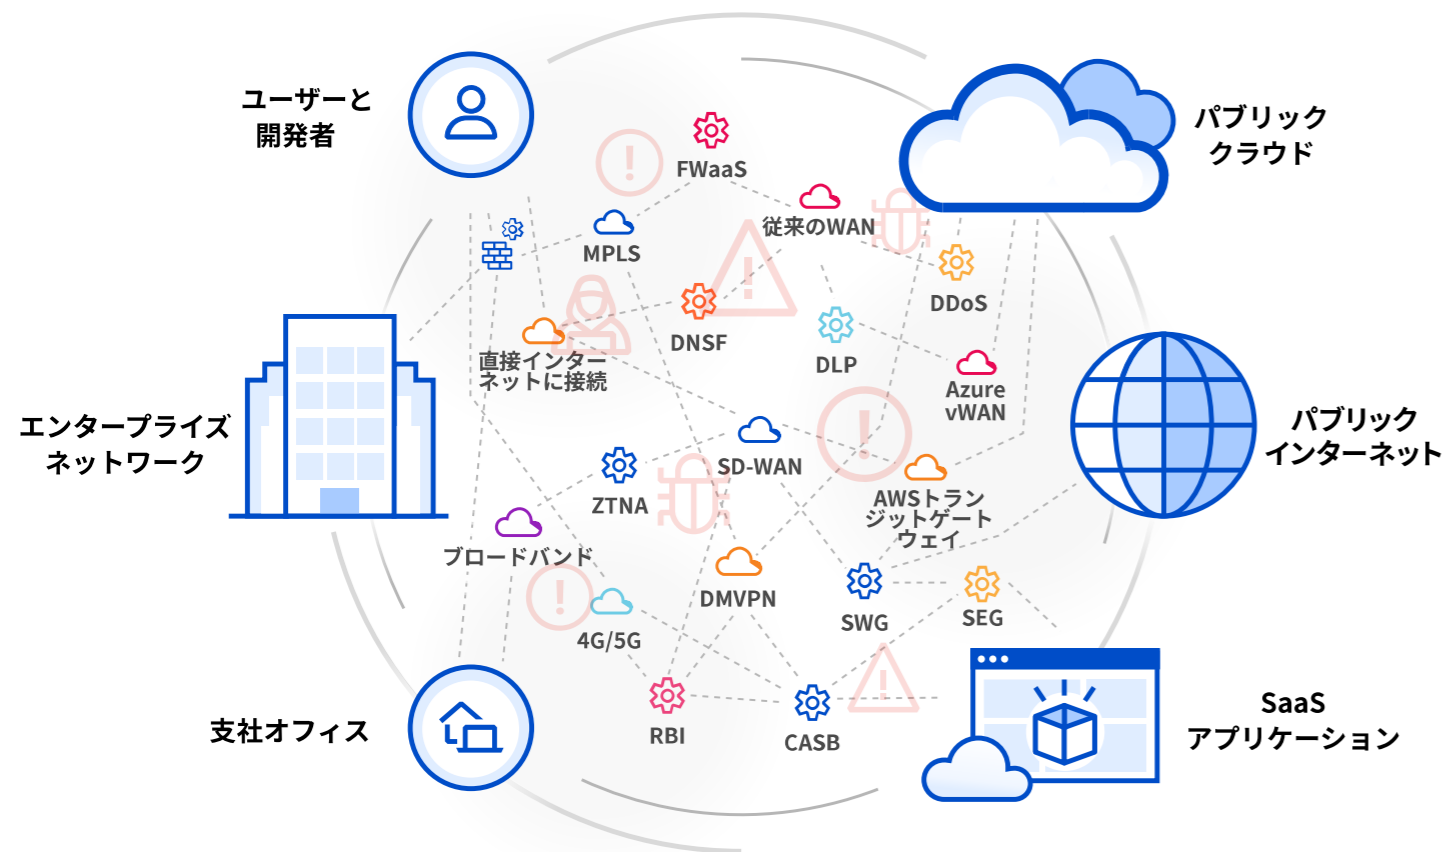 ユーザーと
開発者
パブリック
クラウド
FWaaS
従来のWAN
MPLS
DDoS
DNSF
DLP
直接インター
ネットに接続
Azure
vWAN
エンタープライズ
ネットワーク
パブリック
インターネット
SD-WAN
ZTNA
AWSトラン
ジットゲート
ウェイ
ブロードバンド
DMVPN
SWG
SEG
4G/5G
RBI
CASB
支社オフィス
SaaS
アプリケーション